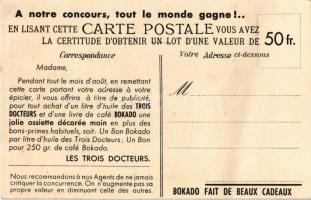 A notre concours, tout le monde gagne!..
EN LISANT CETTE CARTE POSTALE VOUS AVEZ
LA CERTITUDE D'OBTENIR UN LOT D'UNE VALEUR DE 50 fr.
Correspondance
Votre Adresse ci-dessous
Madame,
Pendant tout le mois d'août, en remettant
cette carte portant votre adresse à votre
épicier, il vous offrira à titre de publicité,
pour tout achat d'un litre d'huile des TROIS
DOCTEURS et d'une livre de café BOKADO une
jolie assiette décorée main en plus des
bons-primes habituels, soit: Un Bon Bokado
par litre d'huile des Trois Docteurs; Un Bon
pour 250 gr. de café Bokado.
LES TROIS DOCTEURS.
Nous recommandons à nos Agents de ne jamais
critiquer la concurrence. On n'augmente pas sa
propre valeur en diminuant celle des autres.
M
BOKADO FAIT DE BEAUX CADEAUX